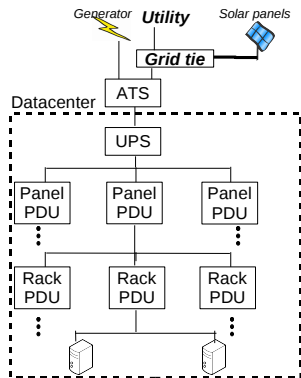 Generator Utility Solar panels
Grid tie
ATS
Datacenter
UPS
Panel PDU Panel PDU Panel PDU
Rack PDU Rack PDU Rack PDU